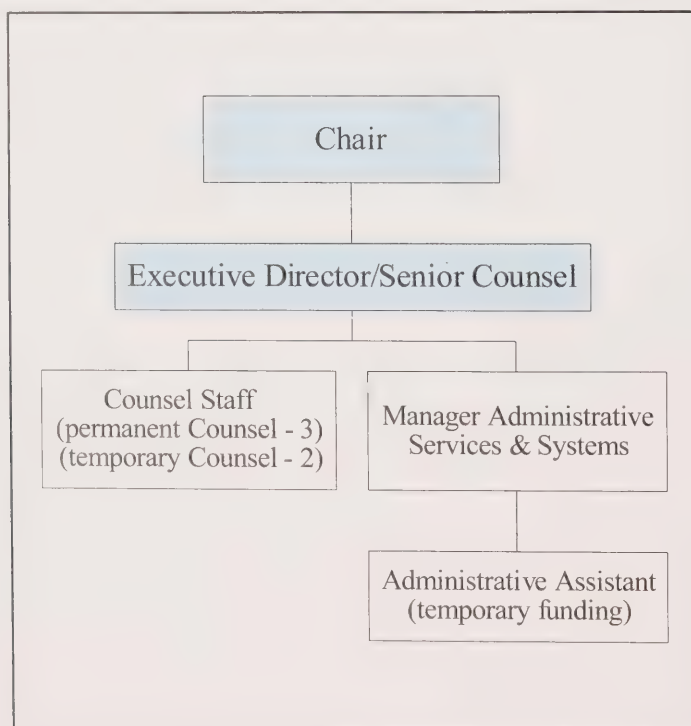 Chair
Executive Director/Senior Counsel
Counsel Staff
(permanent Counsel - 3)
(temporary Counsel - 2)
Manager Administrative
Services & Systems
Administrative Assistant
(temporary funding)